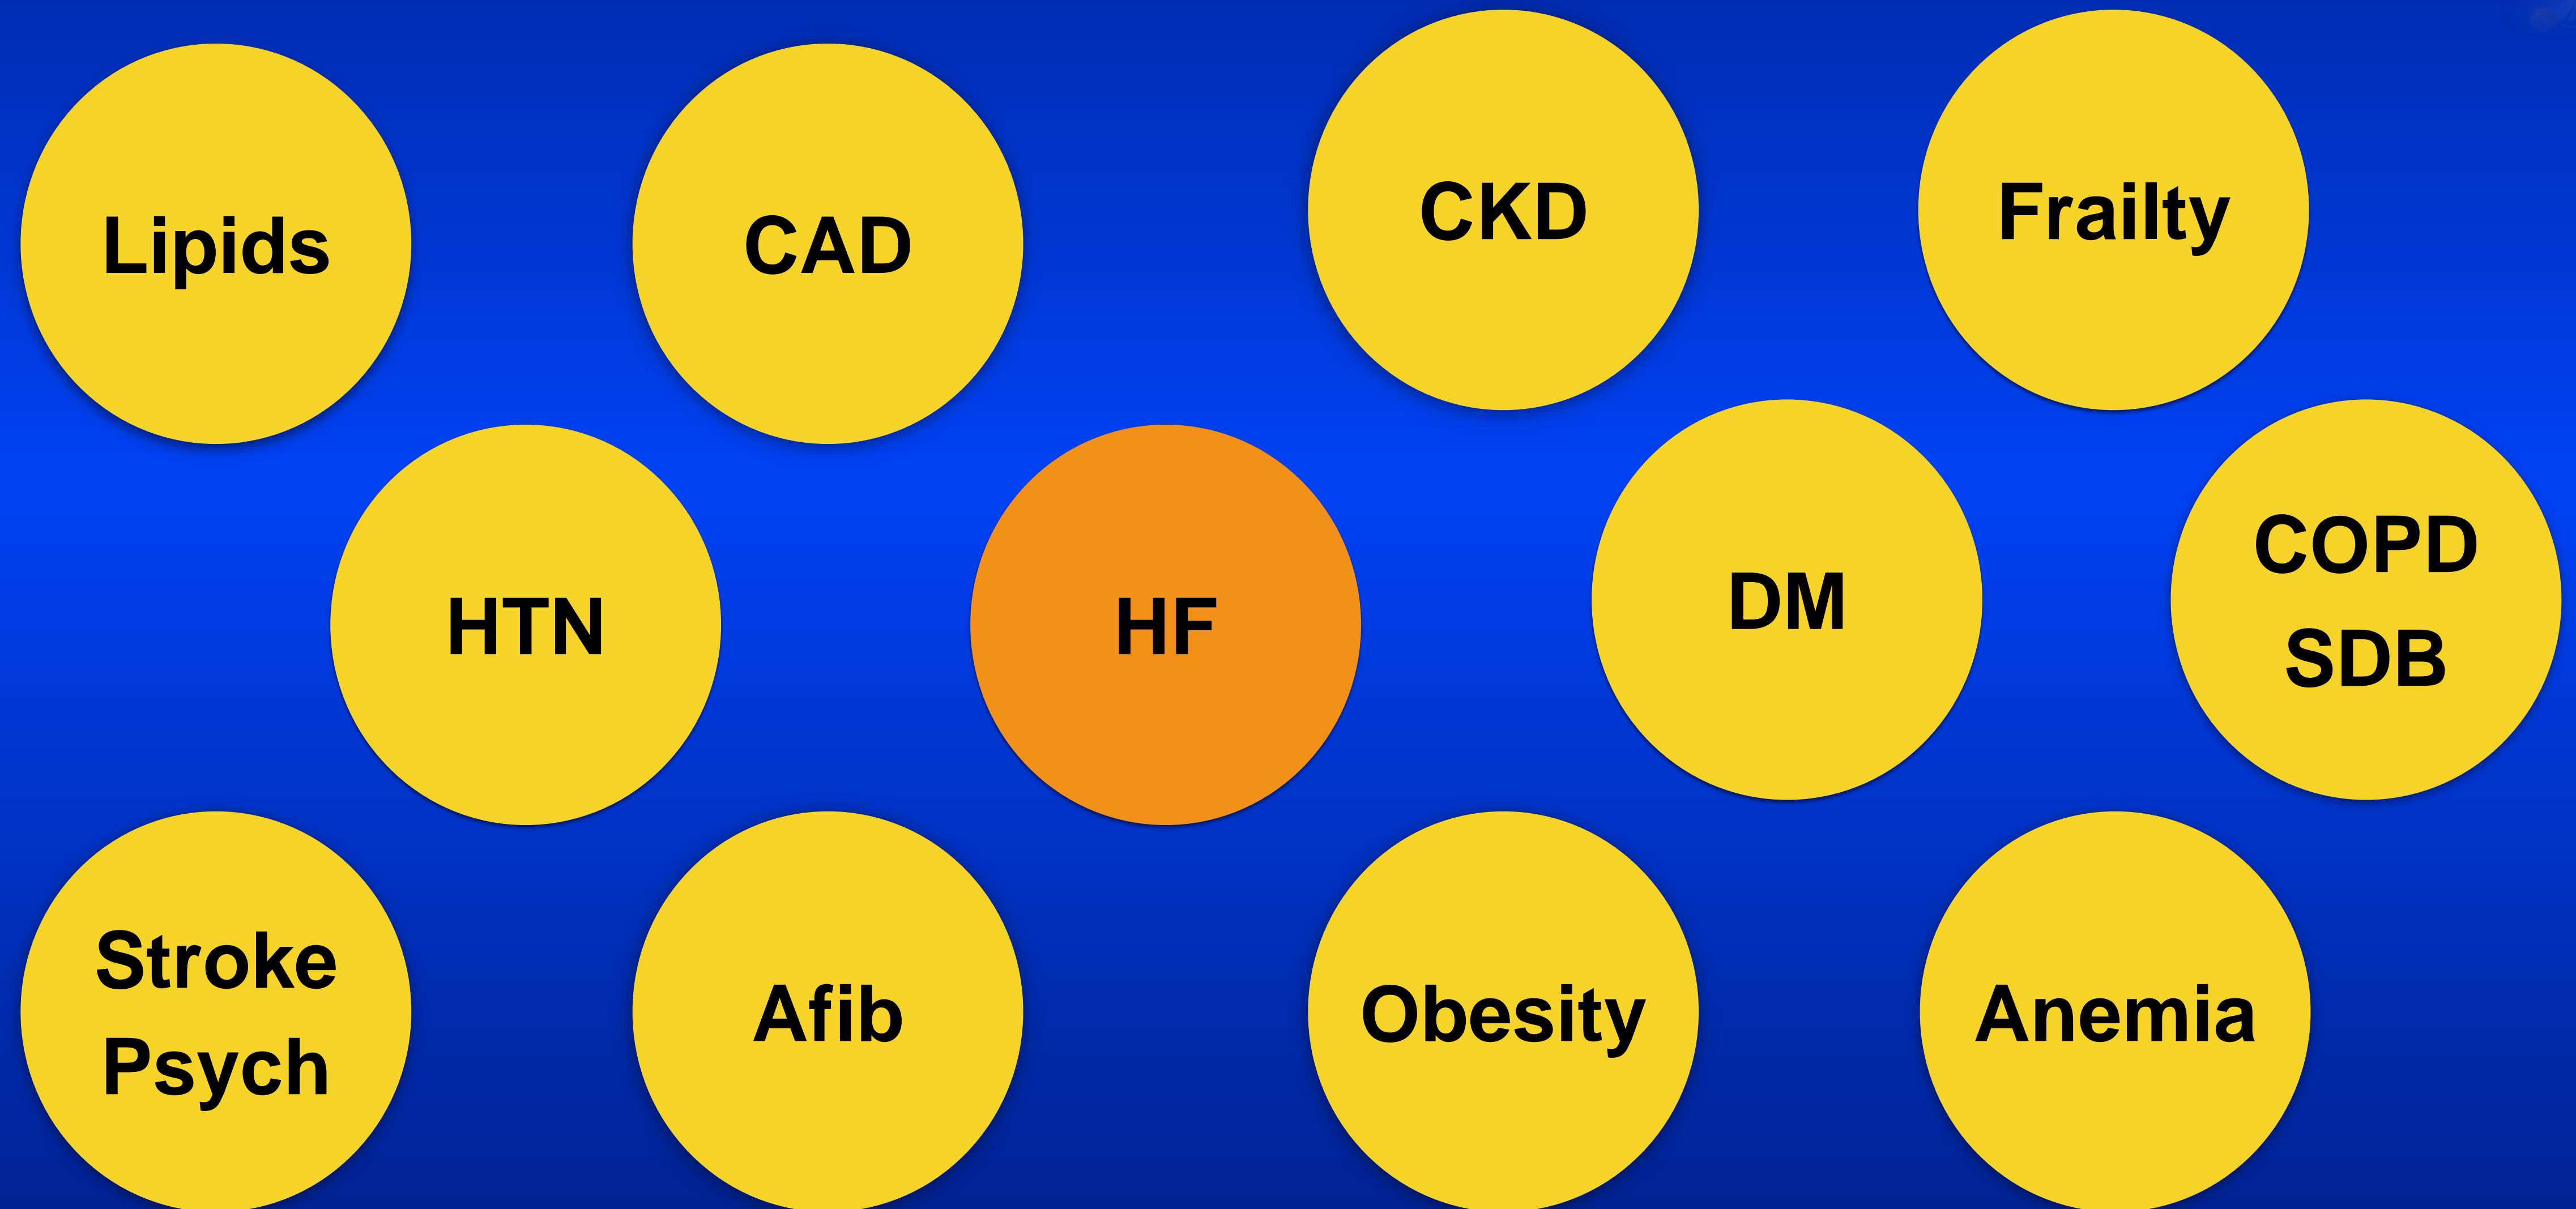 Lipids
CAD
CKD
Frailty
HTN
HF
DM
COPD
SDB
Stroke
Psych
Afib
Obesity
Anemia